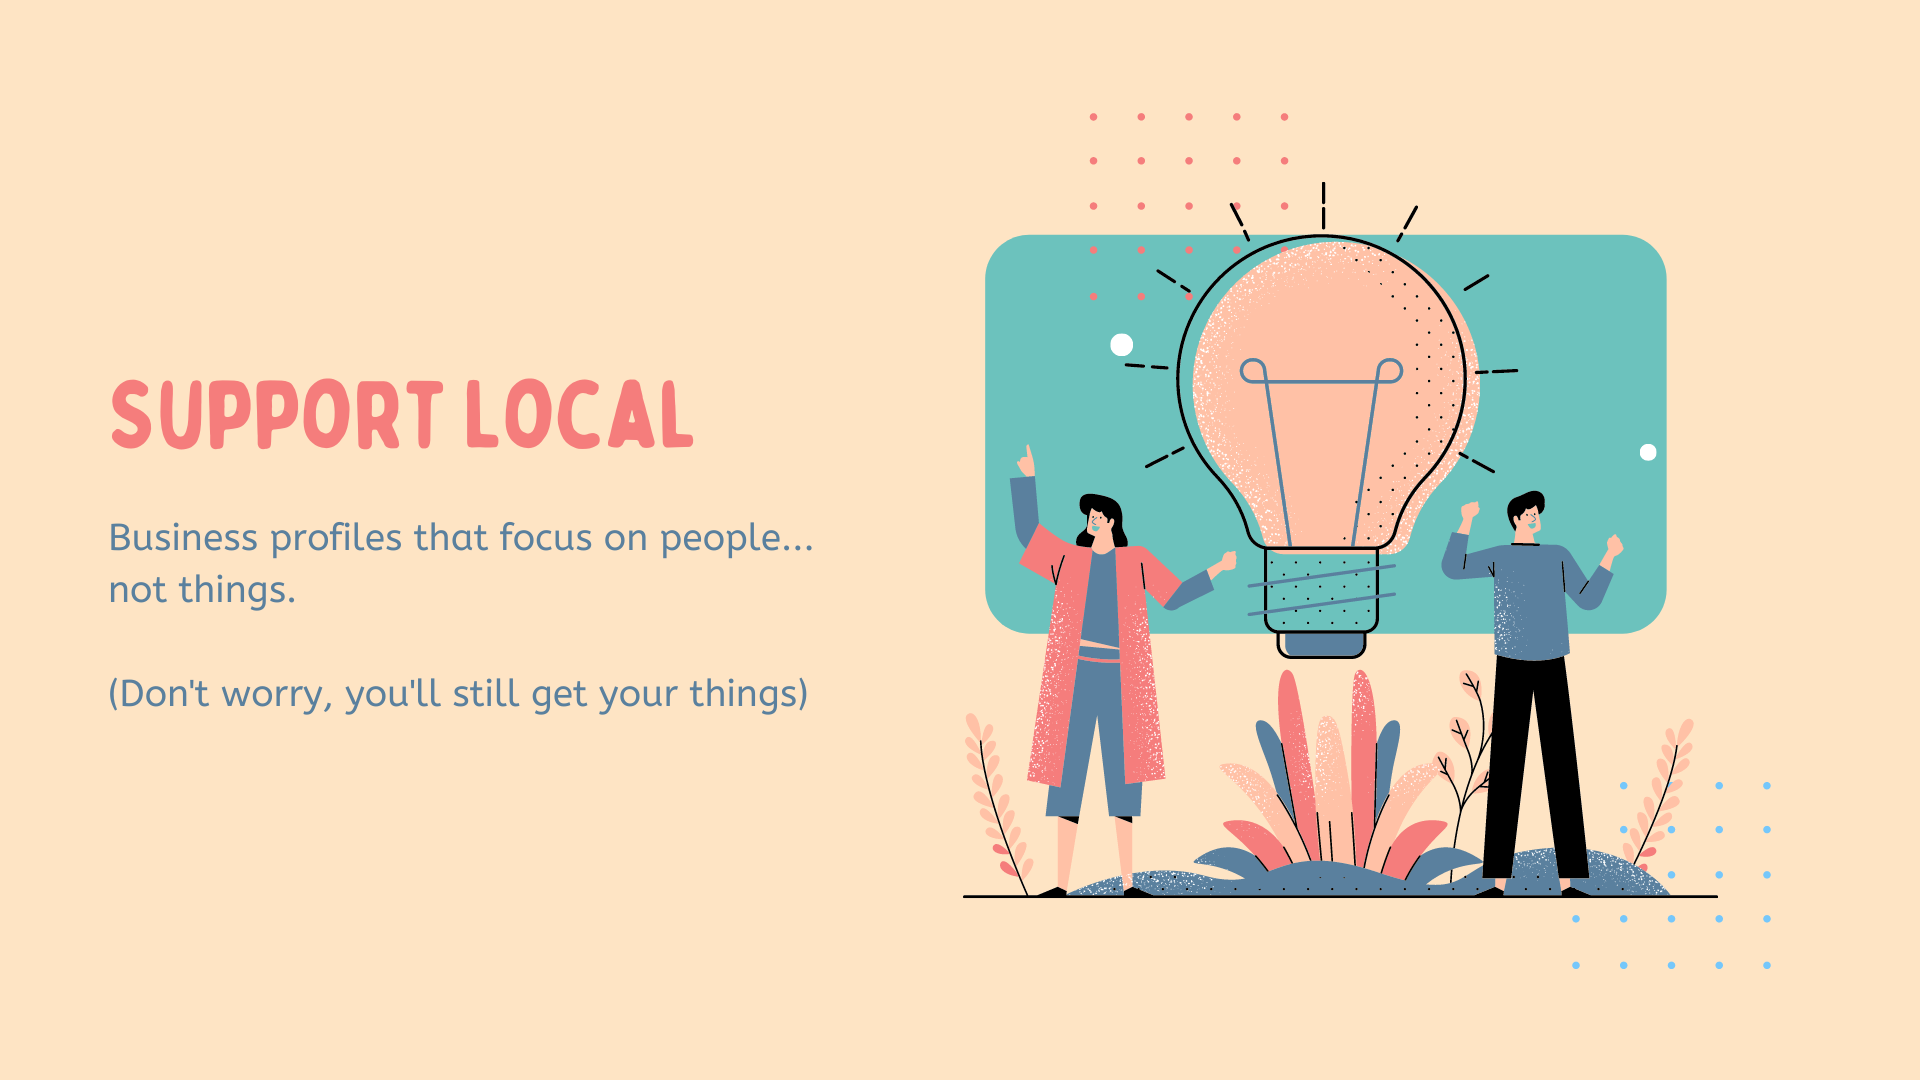 SUPPORT LOCAL
Business profiles that focus on people...
not things.
(Don't worry, you'll still get your things)